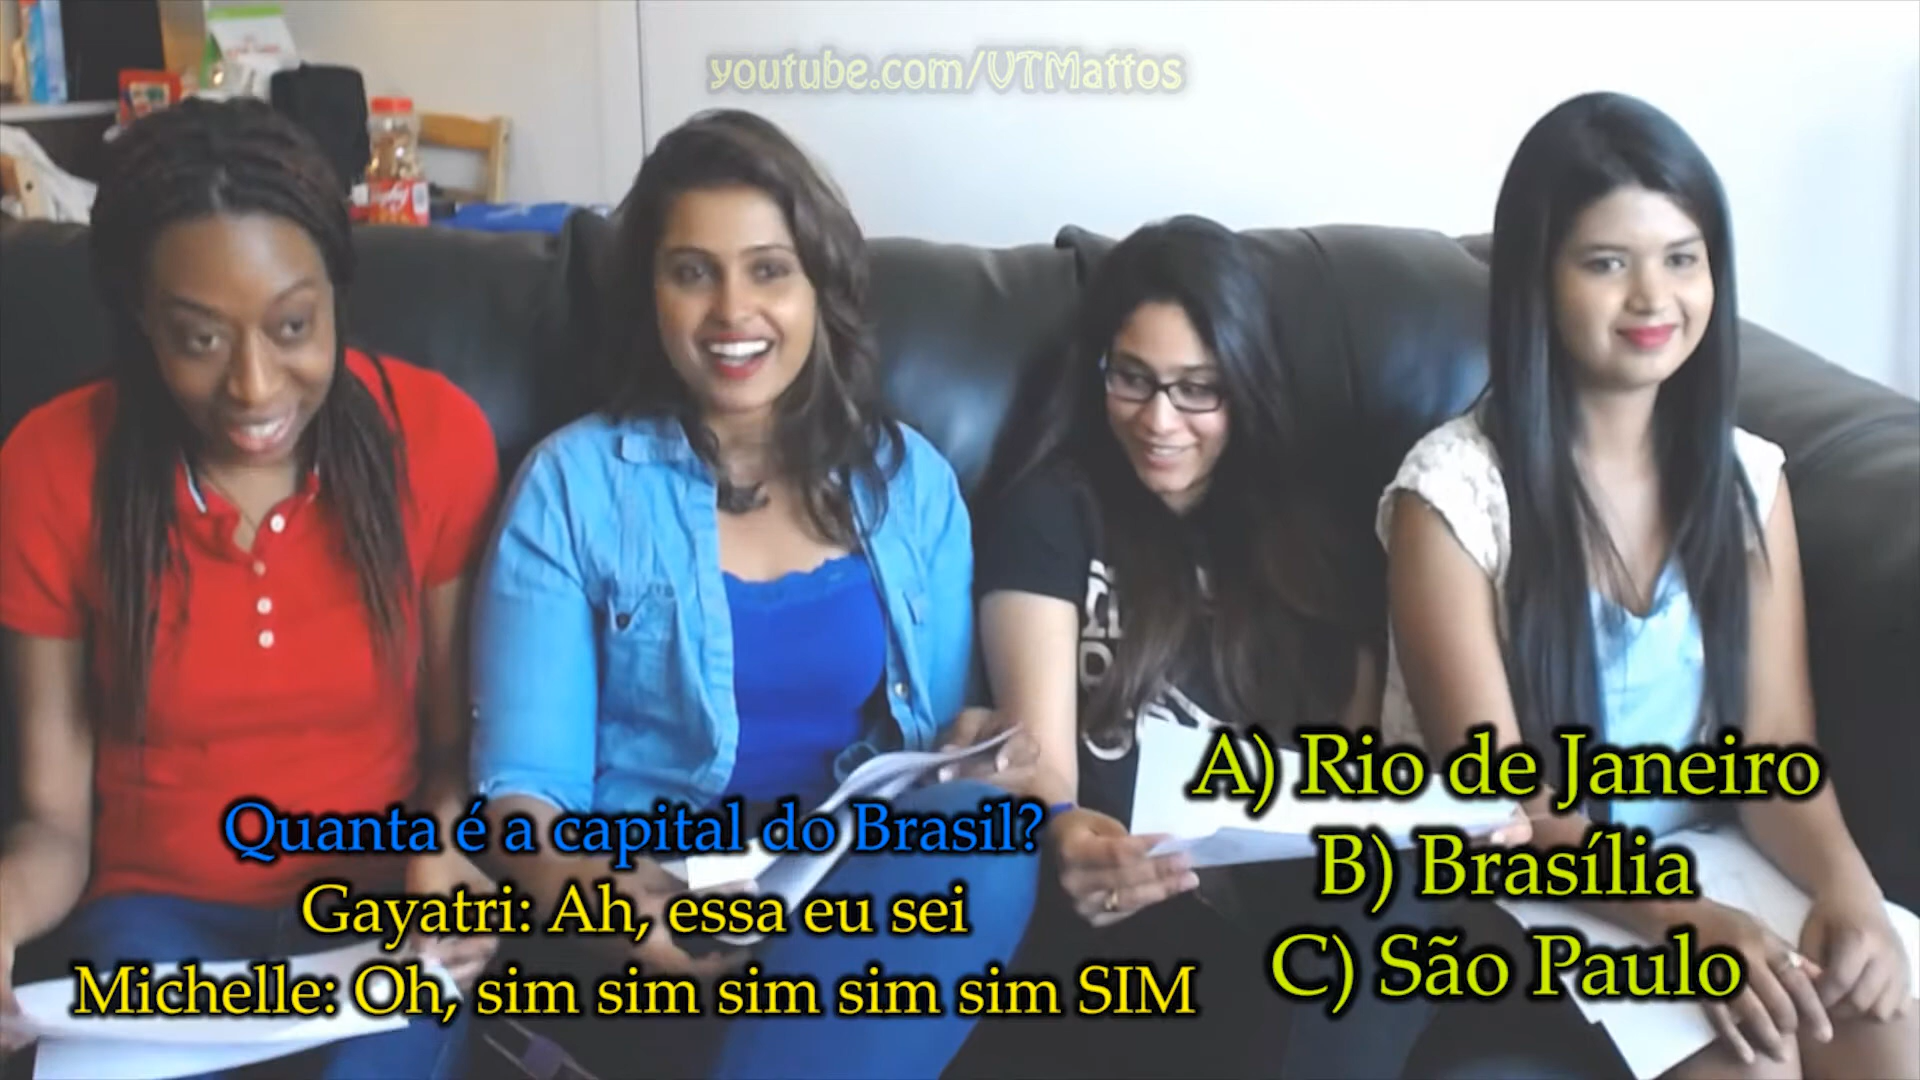 youtube.com/VTMattos
Quanta é a capital do Brasil?
Gayatri: Ah, essa eu sei
Michelle: Oh, sim sim sim sim sim SIM
A) Rio de Janeiro
B) Brasília
C) São Paulo